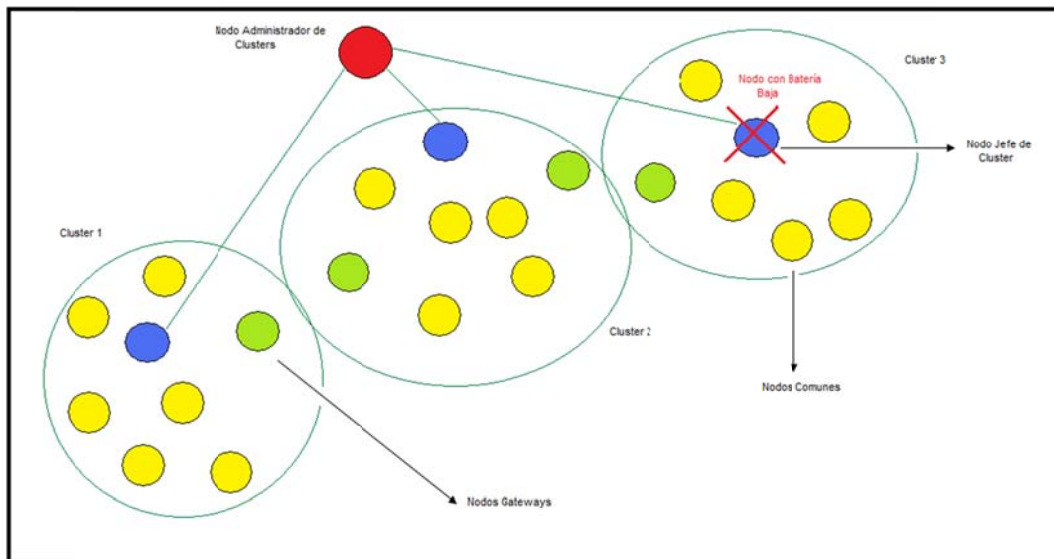 Nodo Administrador de
Clusters
Cluster 3
Nodo con Batería
Baja
Nodo Jefe de
Cluster
Cluster 1
Cluster 2
Nodos Comunes
Nodos Gateways